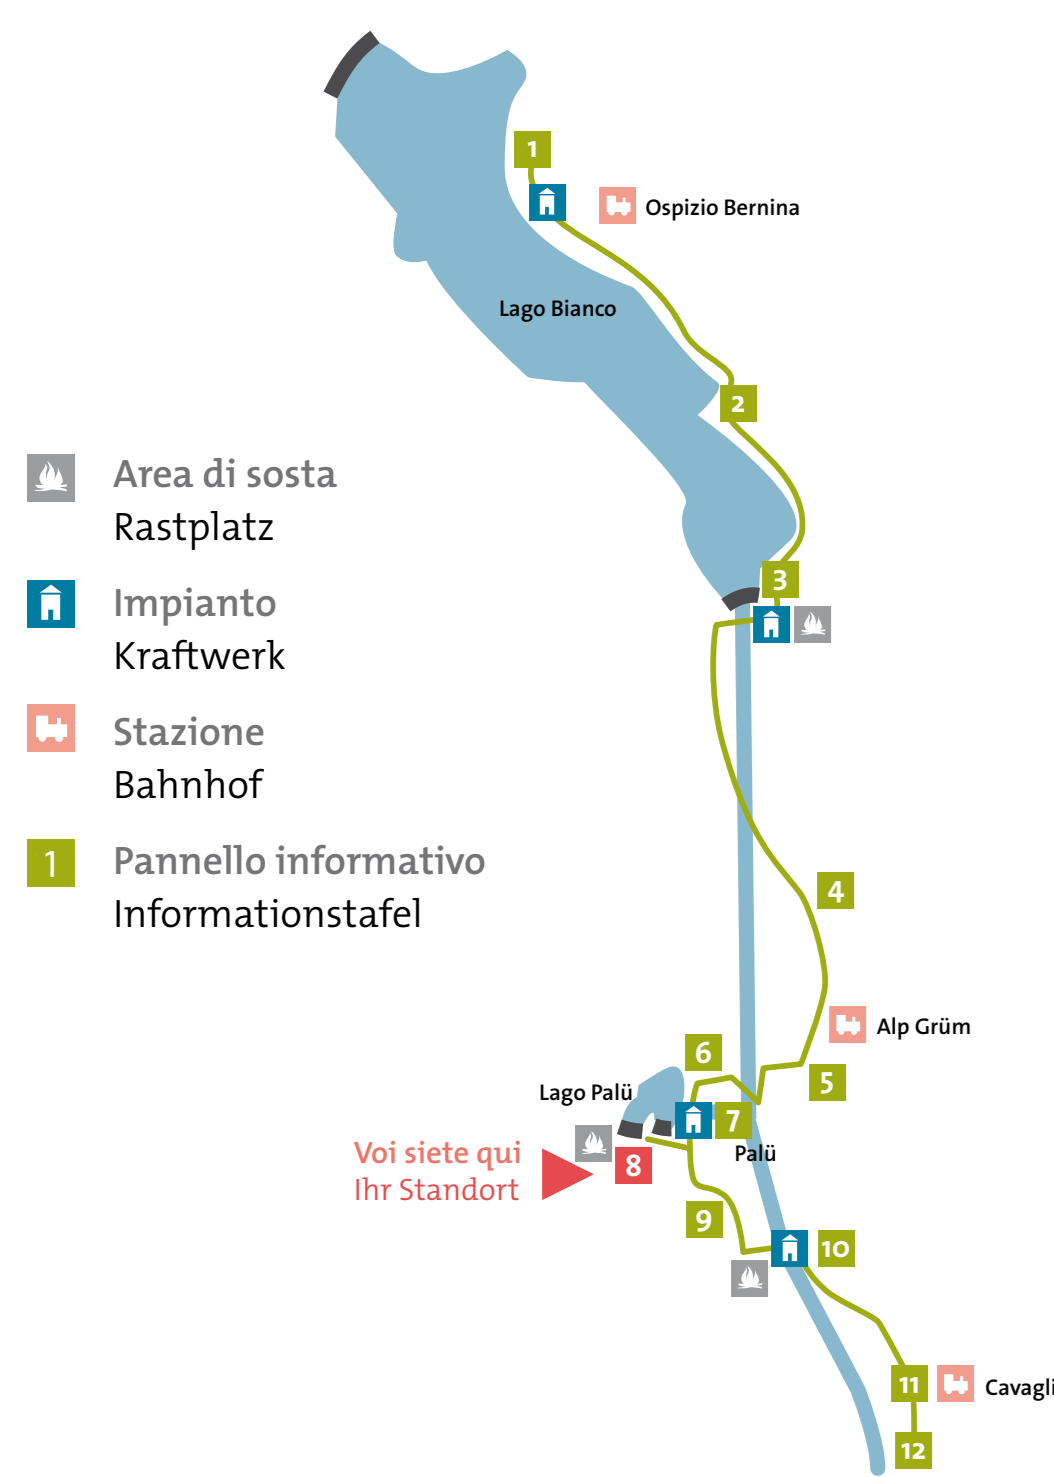 1
Ospizio Bernina
Lago Bianco
2
Area di sosta
Rastplatz
3
Impianto
Kraftwerk
Stazione
Bahnhof
1 Pannello informativo
Informationstafel
4
Alp Grüm
6
5
Lago Palü
7
Voi siete qui
Ihr Standort
8
Palü
9
10
11
Cavagli
12